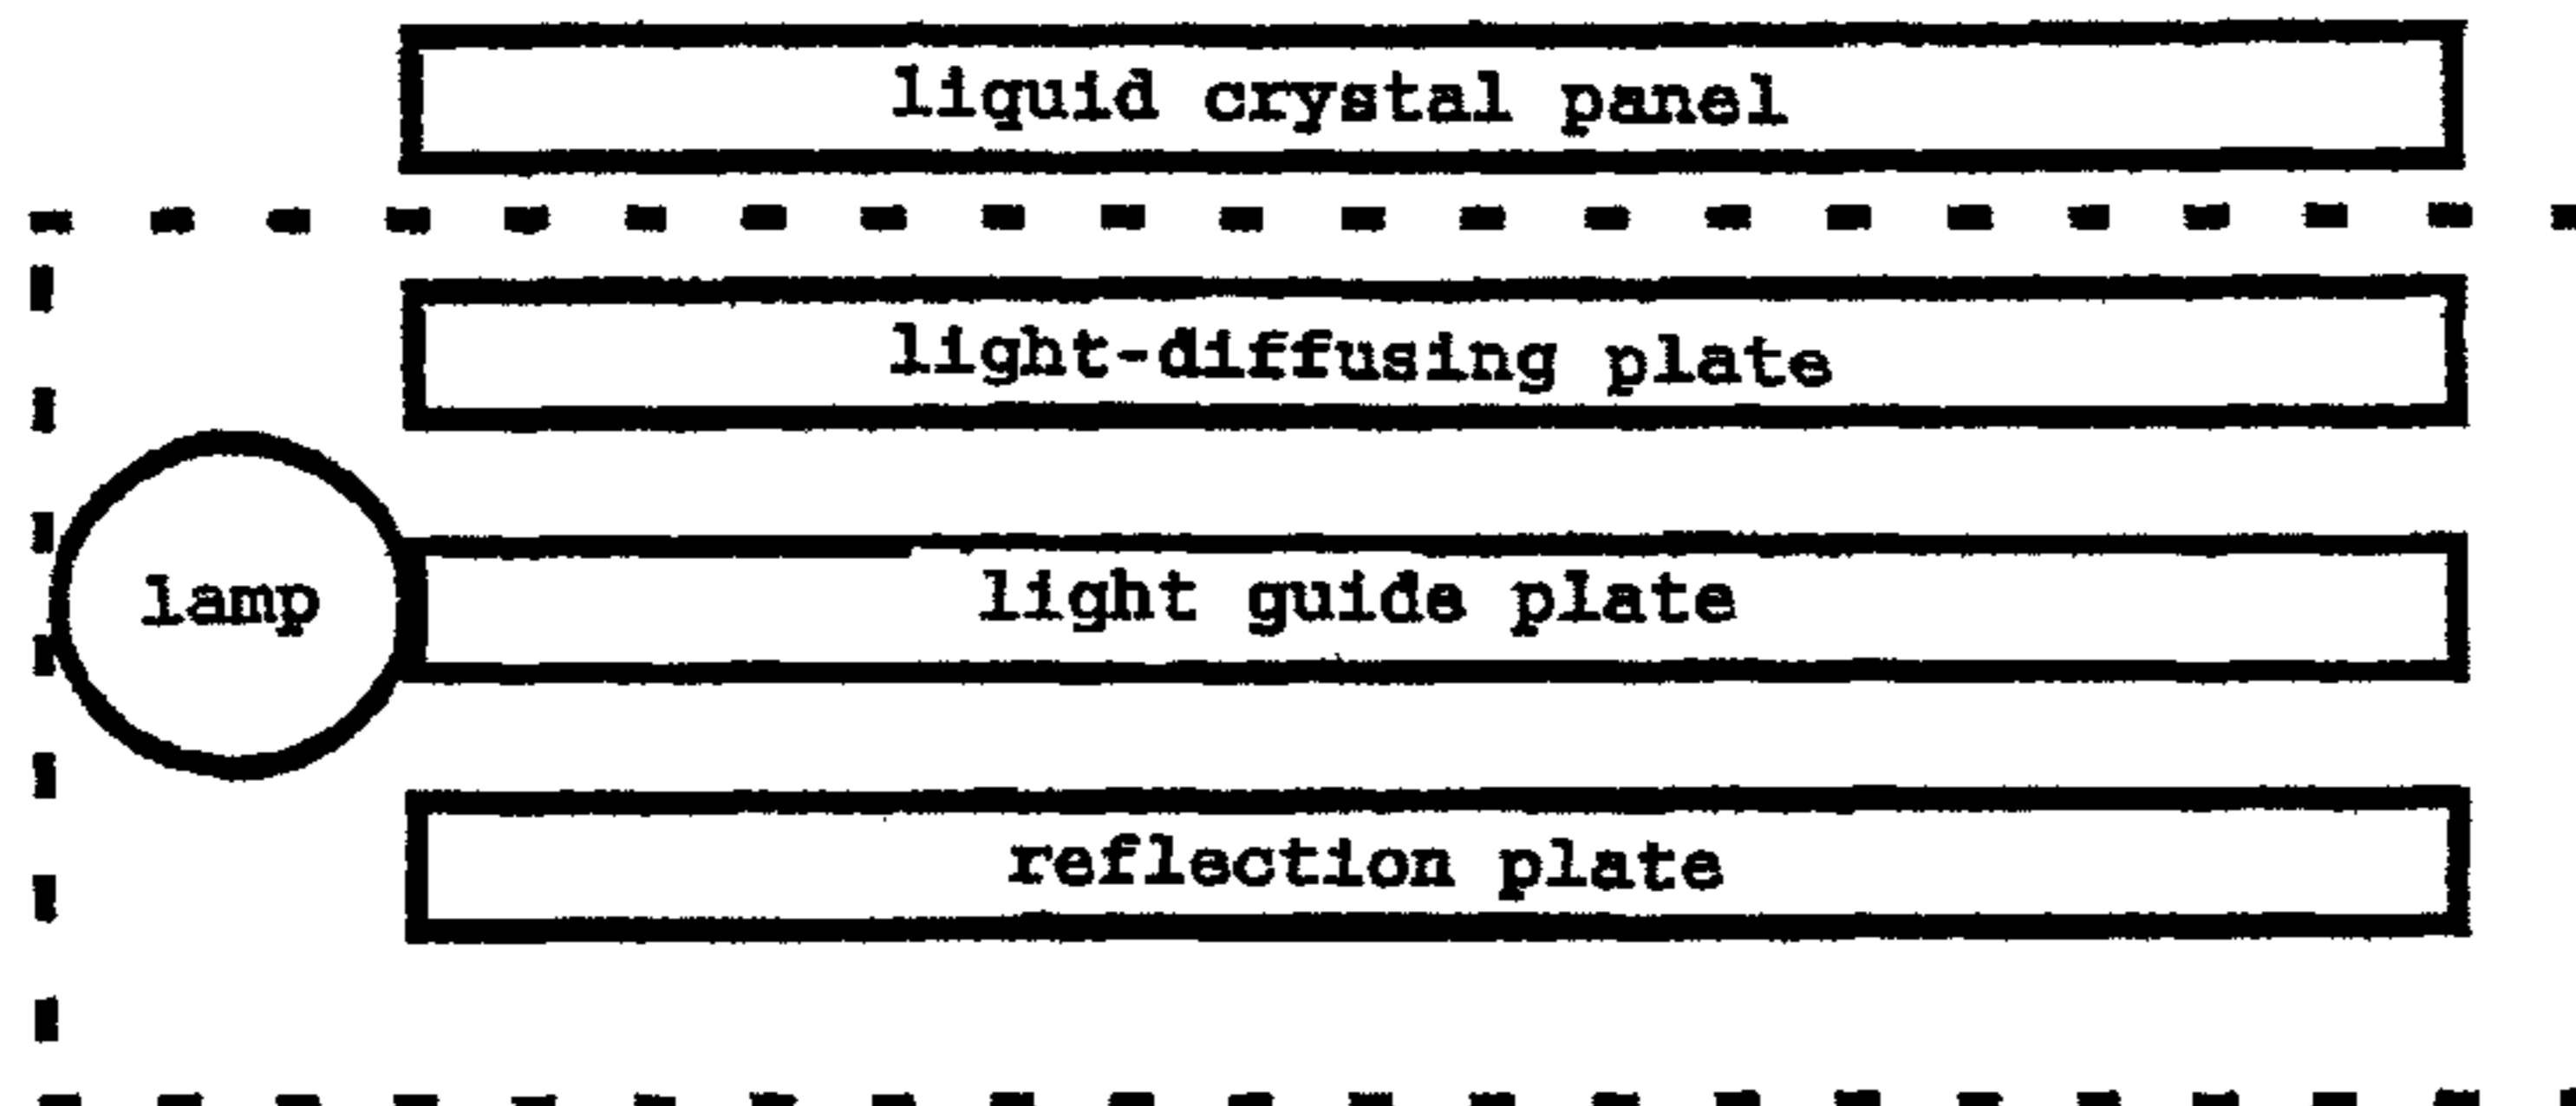 liquid crystal panel
light-diffusing plate
lamp
light guide plate
reflection plate